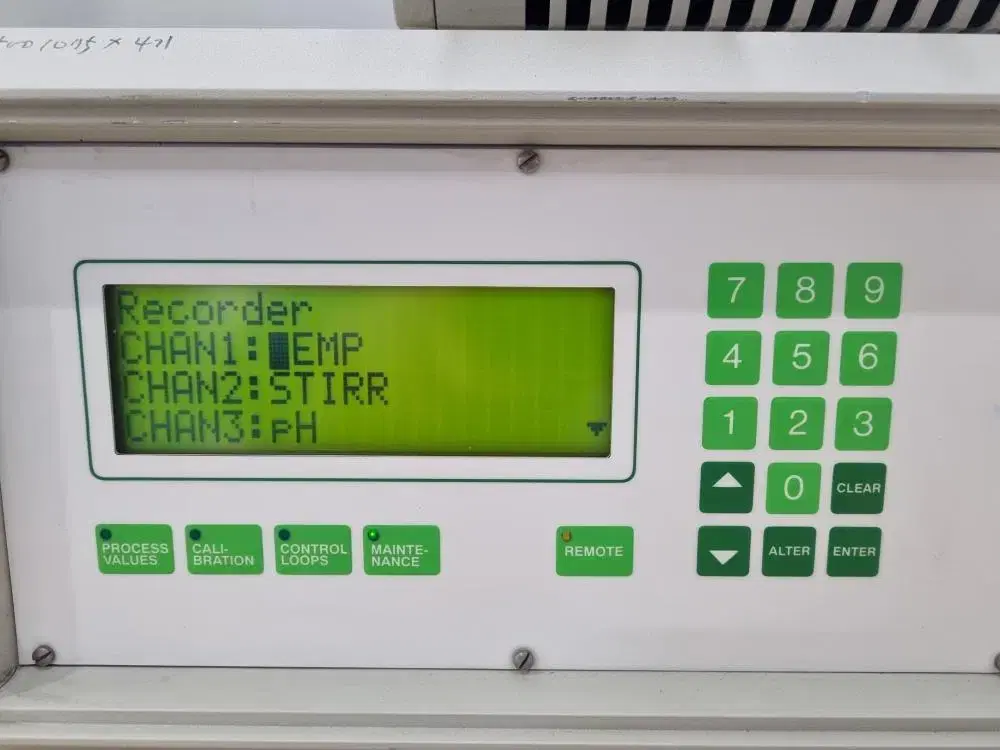 Recorder
CHAN1:█EMP
CHAN2:STIRR
CHAN3:pH
7 8 9
4 5 6
1 2 3
0 CLEAR
ALTER ENTER
PROCESS
VALUES
CALI-
BRATION
CONTROL
LOOPS
MAINTE-
NANCE
REMOTE